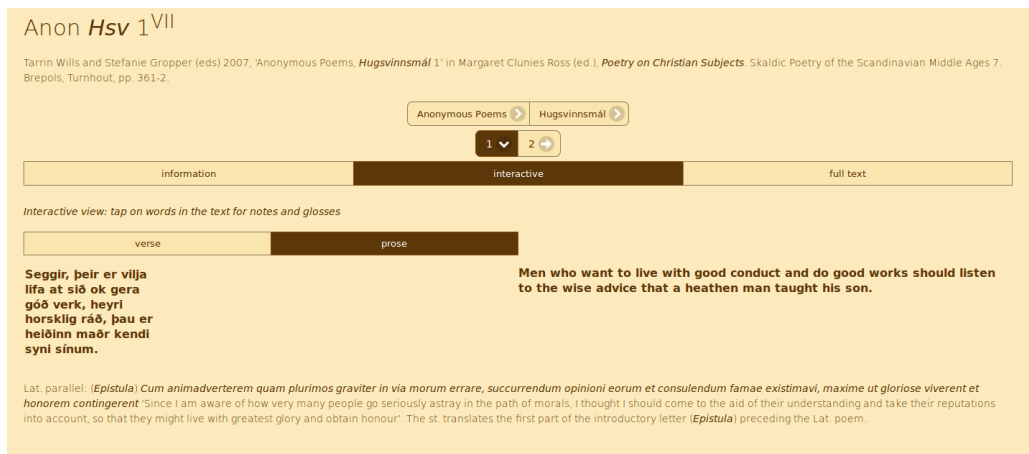 Anon Hsv 1VII
Tarrin Wills and Stefanie Gropper (eds) 2007, ‘Anonymous Poems, Hugsvinnsmál 1’ in Margaret Clunies Ross (ed.), Poetry on Christian Subjects. Skaldic Poetry of the Scandinavian Middle Ages 7.
Brepols, Turnhout, pp. 361-2.
Anonymous Poems Hugsvinnsmál
1 2
information interactive full text
Interactive view: tap on words in the text for notes and glosses
verse prose
Seggir, þeir er vilja
lifa at sið ok gera
góð verk, heyri
horsklig ráð, þau er
heiðinn maðr kendi
syni sínum.
Men who want to live with good conduct and do good works should listen
to the wise advice that a heathen man taught his son.
Lat. parallel: (Epistula) Cum animadverterem quam plurimos graviter in via morum errare, succurrendum opinioni eorum et consulendum famae existimavi, maxime ut gloriose viverent et
honorem contingerent ‘Since I am aware of how very many people go seriously astray in the path of morals, I thought I should come to the aid of their understanding and take their reputations
into account, so that they might live with greatest glory and obtain honour’. The st. translates the first part of the introductory letter (Epistula) preceding the Lat. poem.